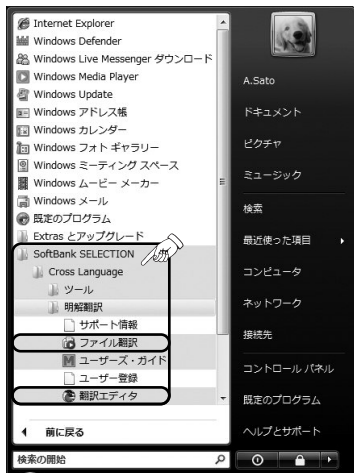 Internet Explorer
Windows Defender
Windows Live Messenger ダウンロード
Windows Media Player
Windows Update
Windows アドレス帳
Windows カレンダー
Windows フォト ギャラリー
Windows ミーティング スペース
Windows ムービー メーカー
Windows メール
既定のプログラム
Extras とアップグレード
SoftBank SELECTION
Cross Language
ツール
明解翻訳
サポート情報
ファイル翻訳
ユーザーズ・ガイド
ユーザー登録
翻訳エディタ
前に戻る
検索の開始
A.Sato
ドキュメント
ピクチャ
ミュージック
検索
最近使った項目
コンピュータ
ネットワーク
接続先
コントロール パネル
既定のプログラム
ヘルプとサポート